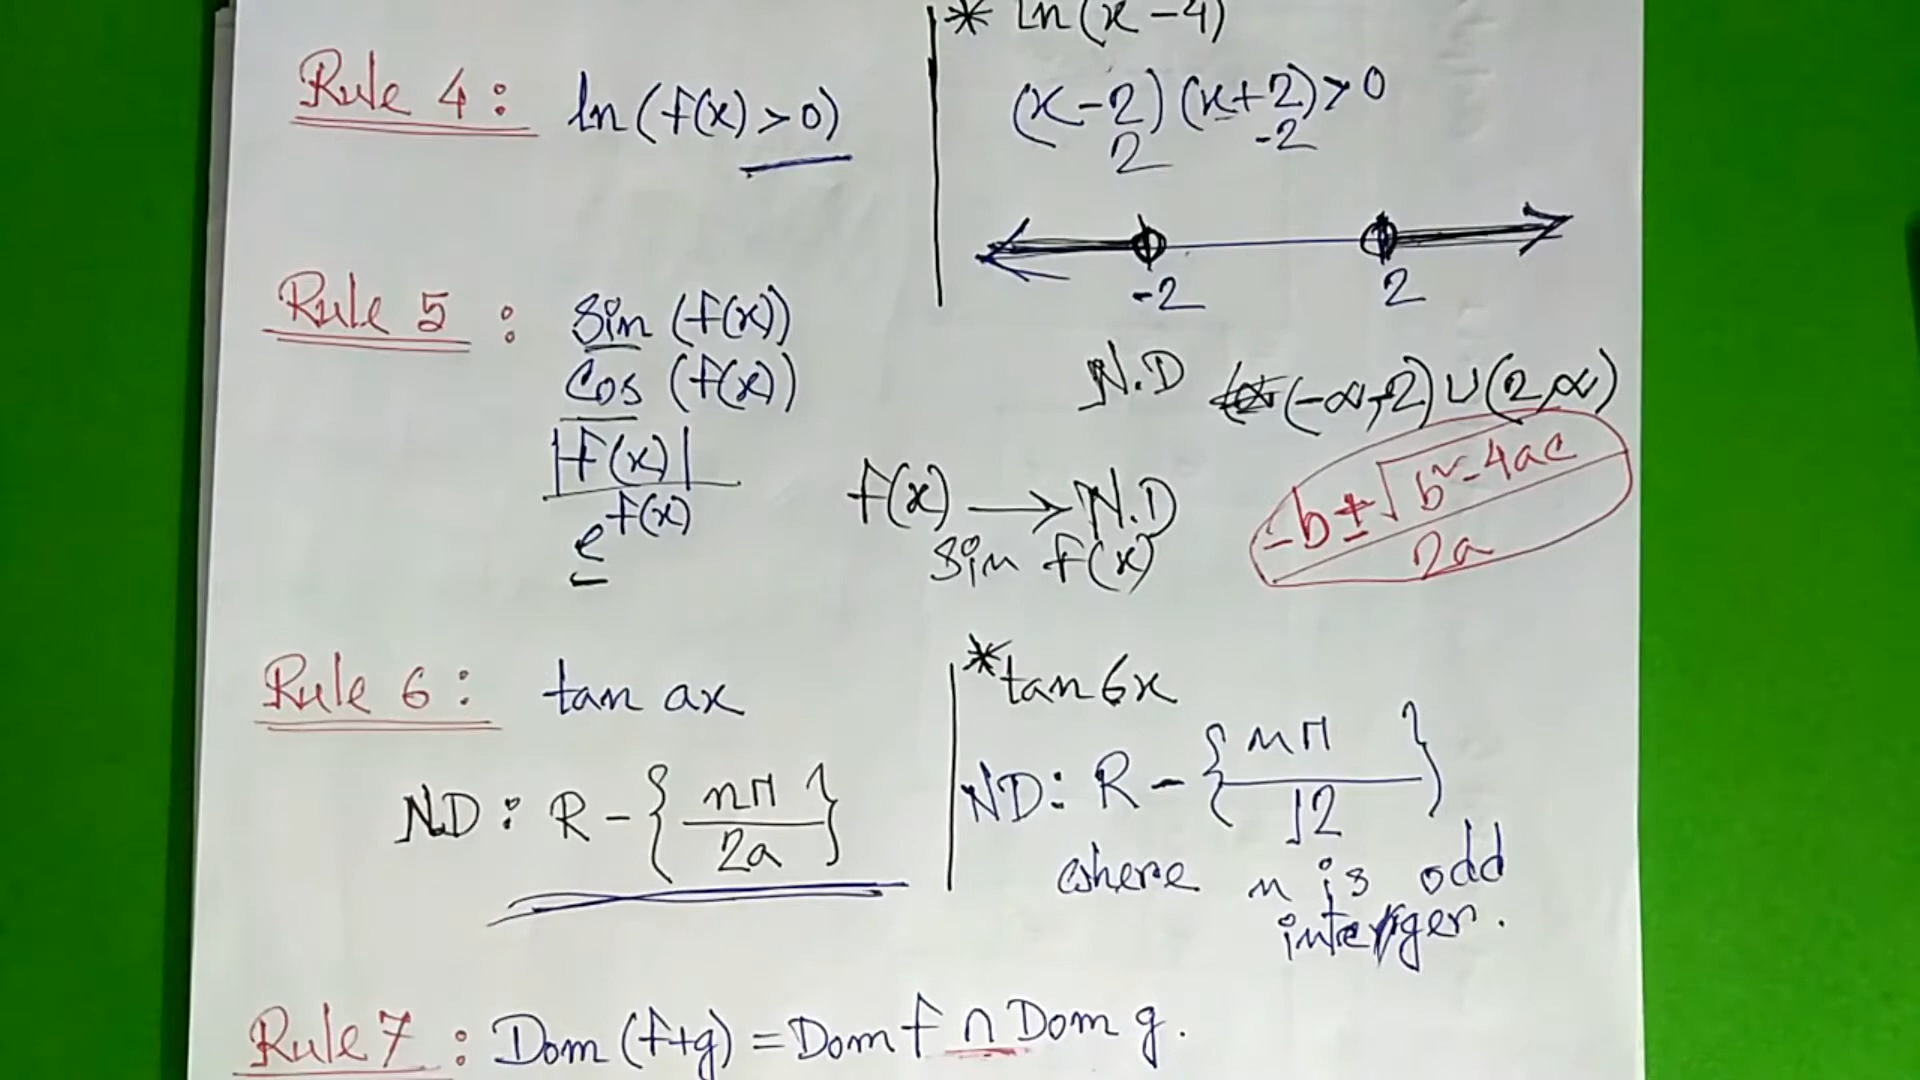 * ln(x²-4)
Rule 4: ln(f(x)>0)
(x-2)(x+2)>0
2 -2
-2 2
N.D (-∞,-2)∪(2,∞)
Rule 5: Sin (f(x))
Cos (f(x))
|f(x)|
e^f(x)
f(x) → N.D
Sin f(x)
-b±√b²-4ac
2a
Rule 6: tan ax
N.D: R-{nπ/2a}
*tan 6x
ND: R-{nπ/12}
where n is odd
interger.
Rule 7: Dom (f+g) = Dom f ∩ Dom g.